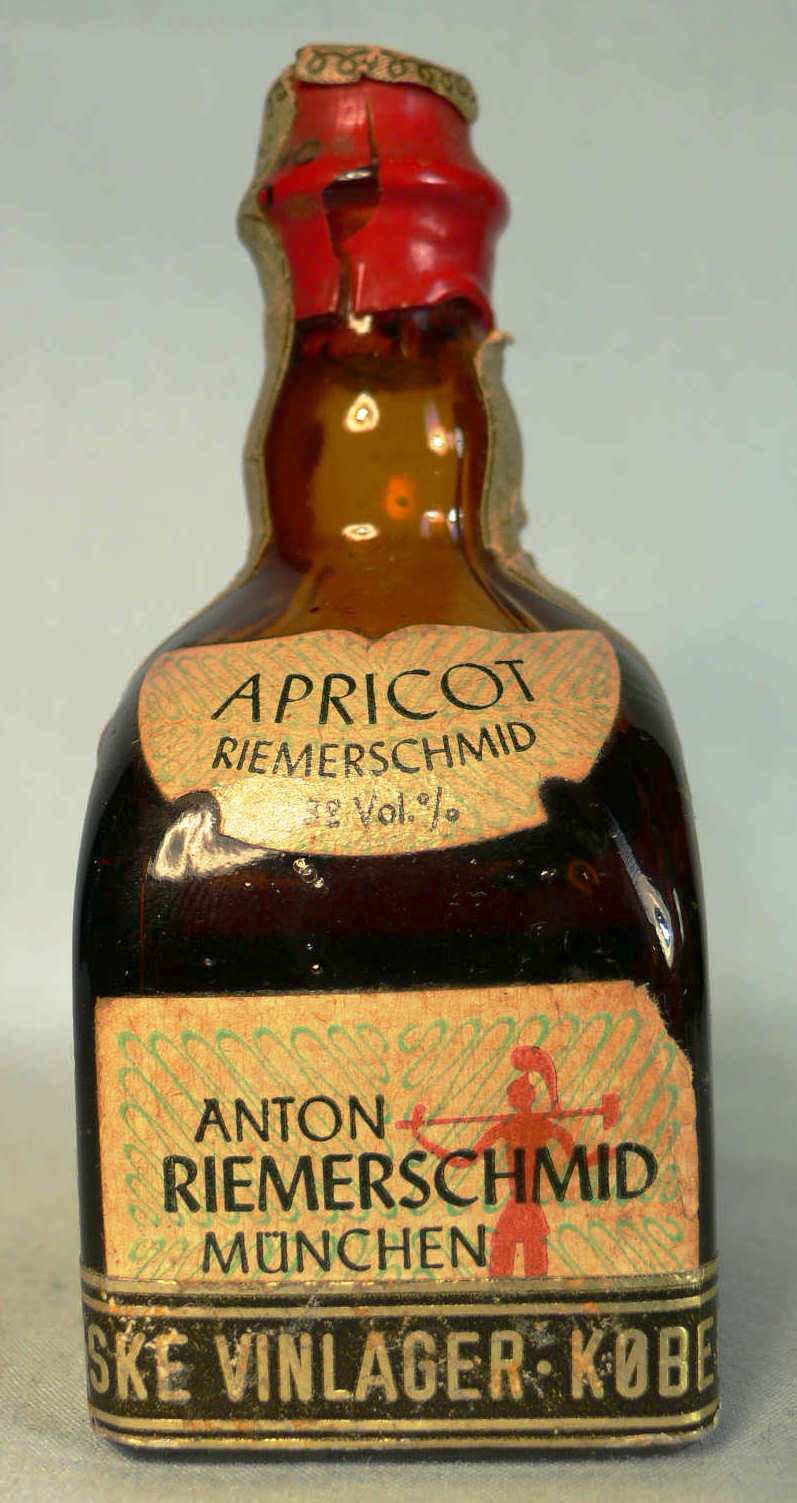 APRICOT
RIEMERSCHMID
Vol.%
ANTON
RIEMERSCHMID
MÜNCHEN
SKE VINLAGER · KØBE